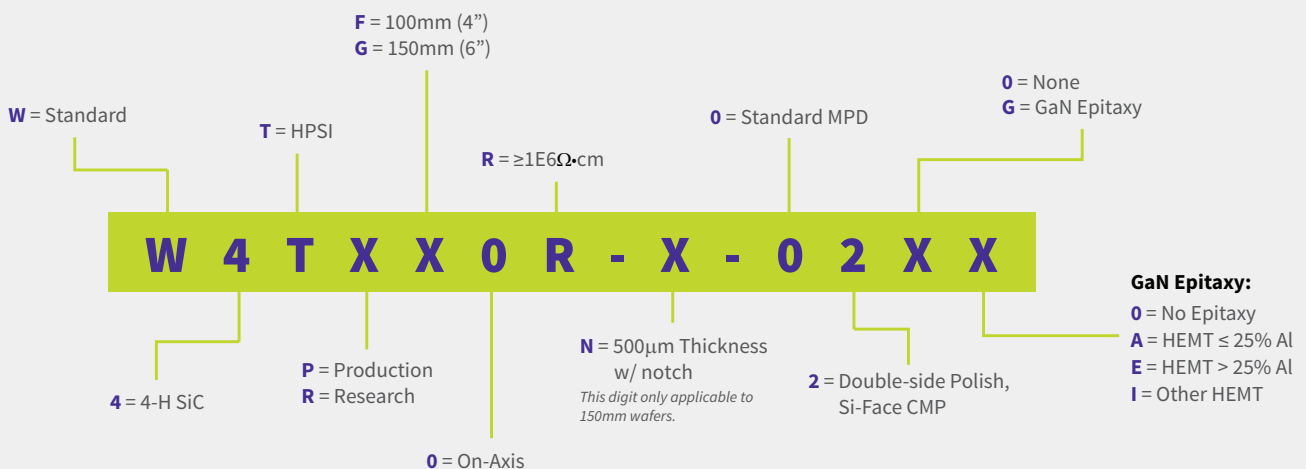 F = 100mm (4”)
G = 150mm (6”)
W = Standard
T = HPSI
R = ≥1E6Ω•cm
0 = Standard MPD
0 = None
G = GaN Epitaxy
W 4 T X X 0 R - X - 0 2 X X
4 = 4-H SiC
P = Production
R = Research
0 = On-Axis
N = 500μm Thickness
w/ notch
This digit only applicable to
150mm wafers.
2 = Double-side Polish,
Si-Face CMP
GaN Epitaxy:
0 = No Epitaxy
A = HEMT ≤ 25% Al
E = HEMT > 25% Al
I = Other HEMT